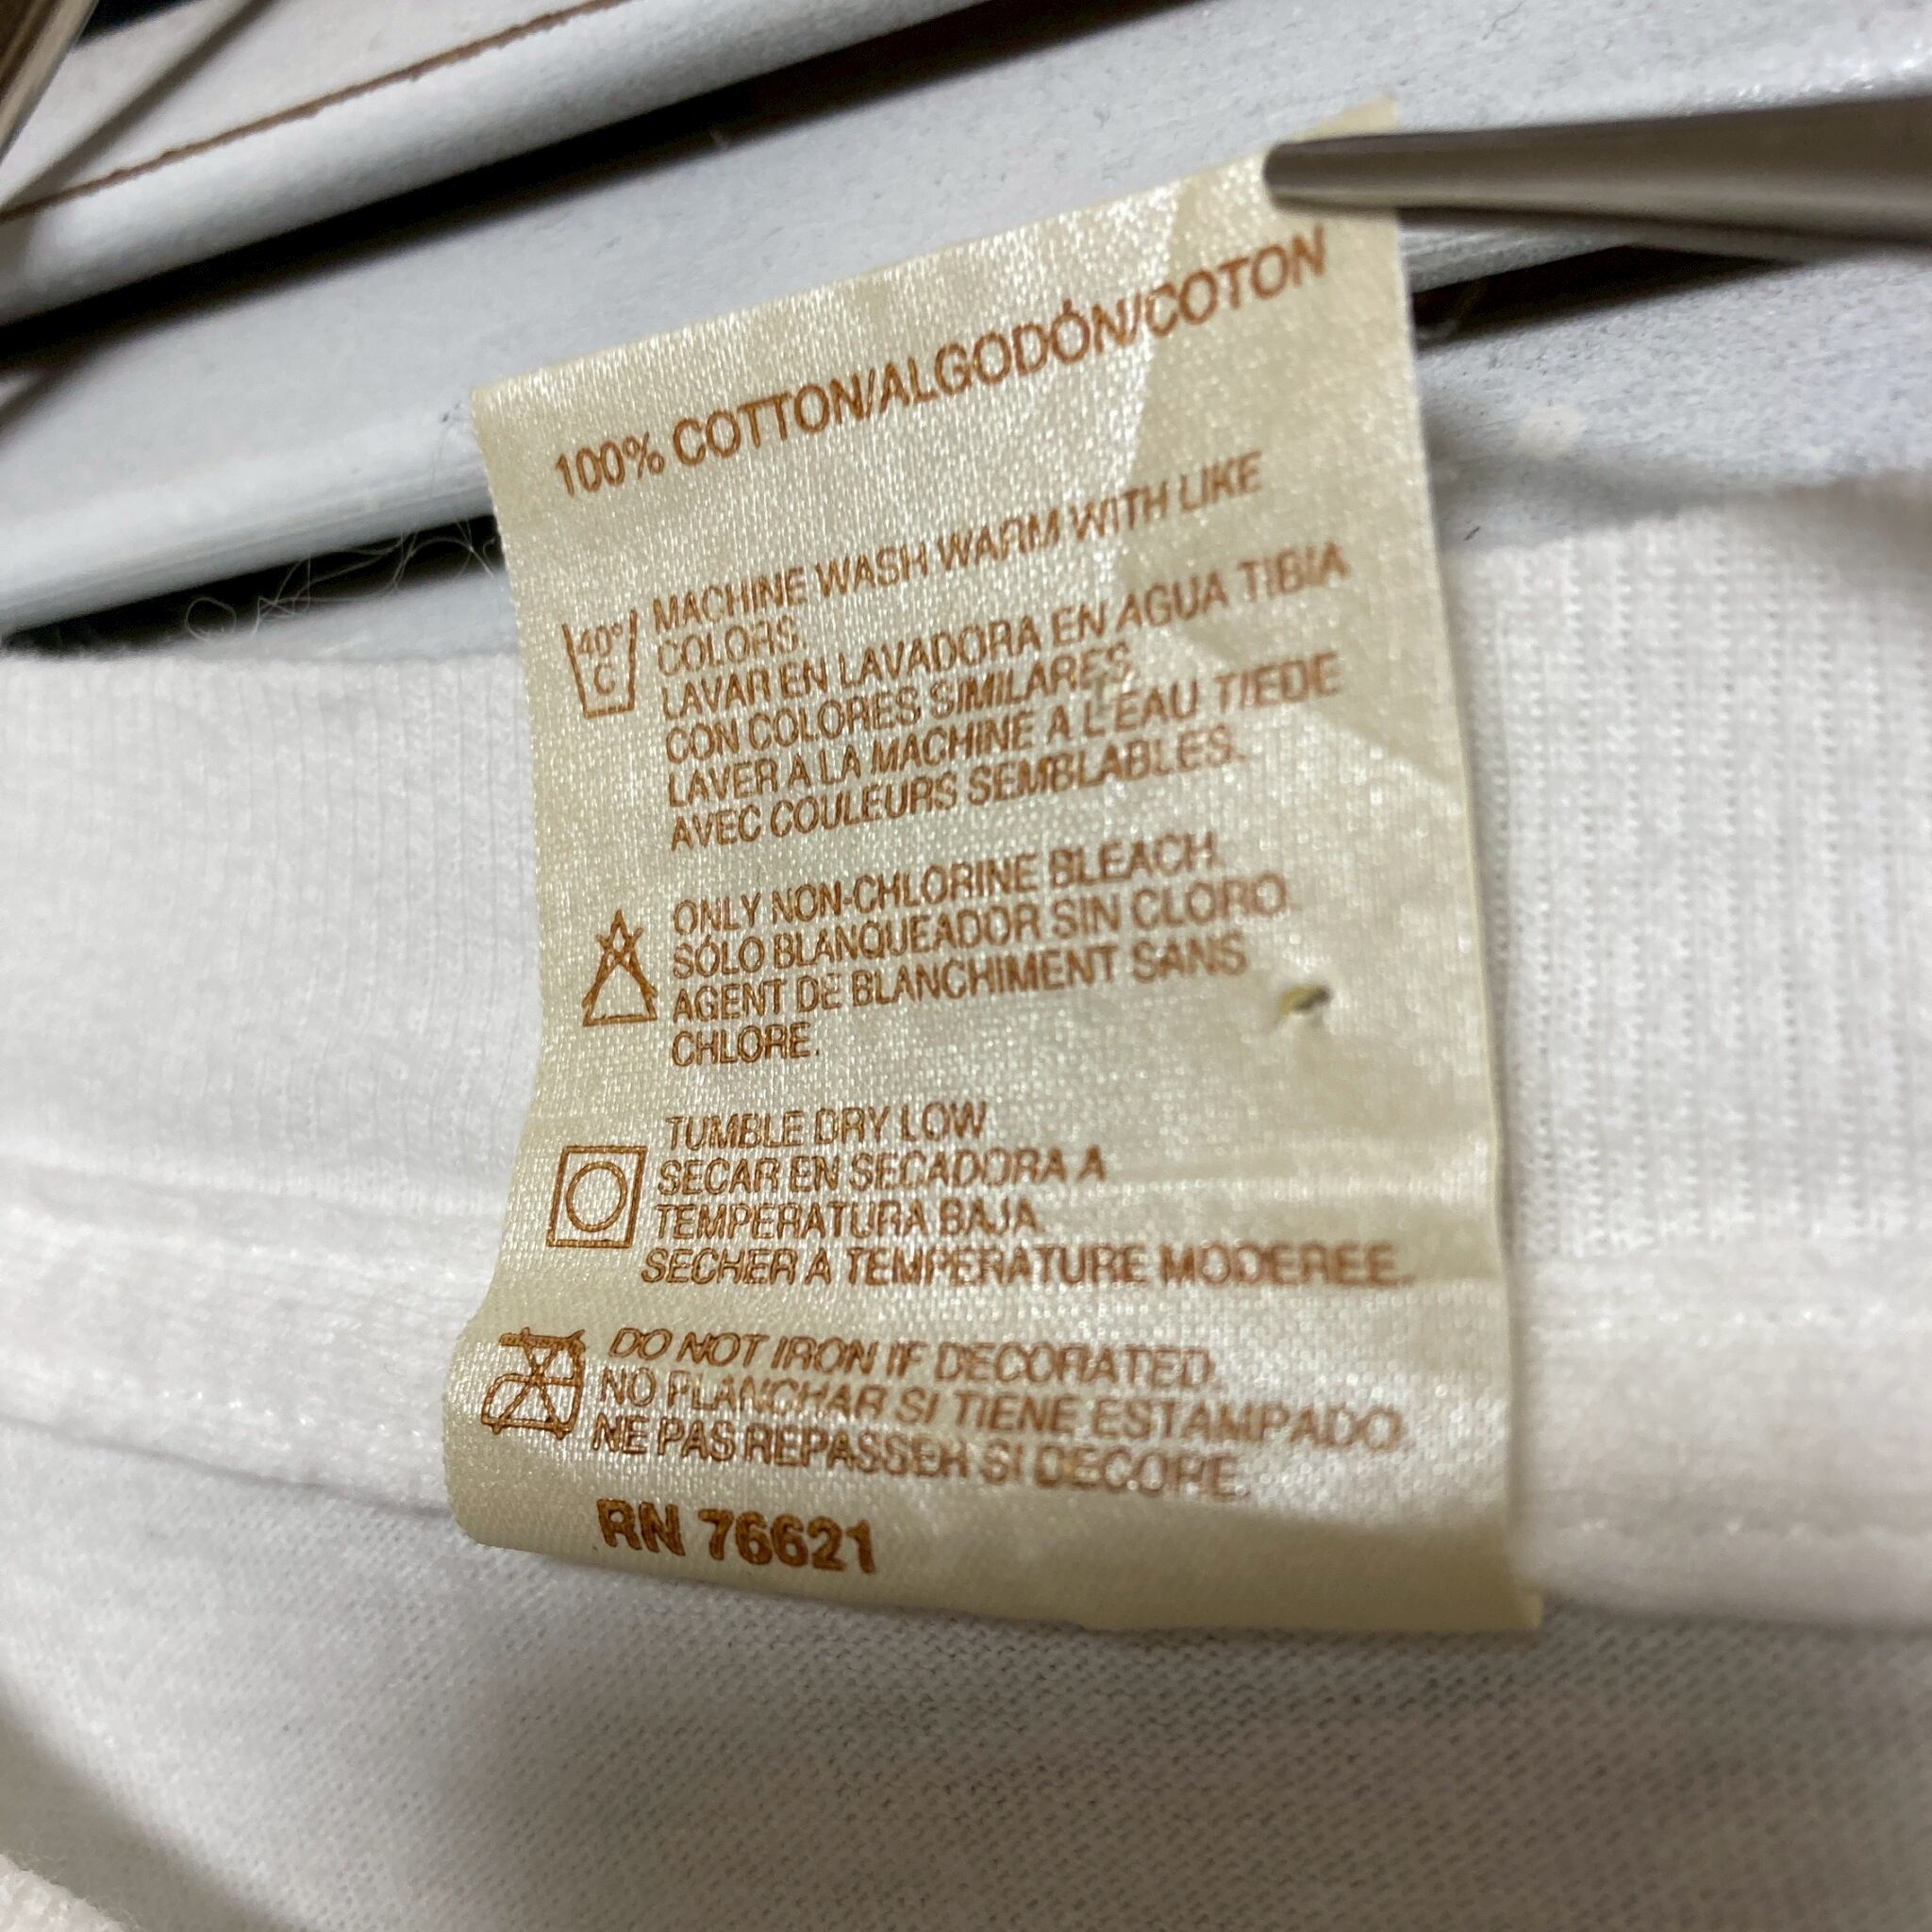 100% COTTON/ALGODÓN/COTON
40°
C
MACHINE WASH WARM WITH LIKE
COLORS.
LAVAR EN LAVADORA EN AGUA TIBIA
CON COLORES SIMILARES.
LAVER A LA MACHINE A L'EAU TIEDE
AVEC COULEURS SEMBLABLES.
ONLY NON-CHLORINE BLEACH.
SÓLO BLANQUEADOR SIN CLORO.
AGENT DE BLANCHIMENT SANS
CHLORE.
TUMBLE DRY LOW
SECAR EN SECADORA A
TEMPERATURA BAJA.
SECHER A TEMPERATURE MODEREE.
DO NOT IRON IF DECORATED.
NO PLANCHAR SI TIENE ESTAMPADO.
NE PAS REPASSER SI DECORE.
RN 76621